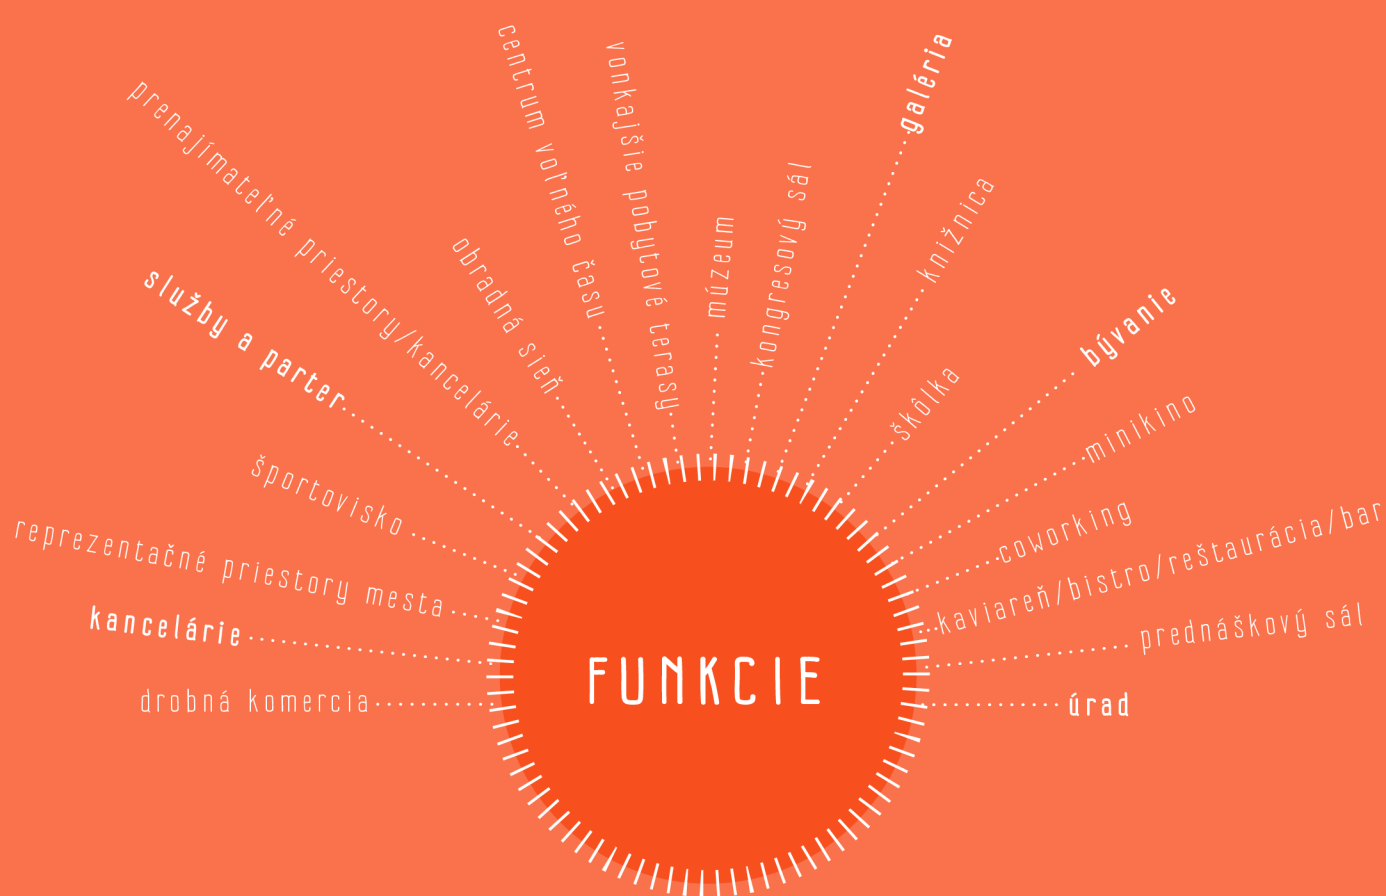 drobná komercia
kancelárie
reprezentačné priestory mesta
športovisko
služby a parter
prenajímateľné priestory/kancelárie
obradná sieň
centrum voľného času
vonkajšie pobytové terasy
múzeum
kongresový sál
galéria
knižnica
škôlka
bývanie
minikino
coworking
kaviareň/bistro/reštaurácia/bar
prednáškový sál
úrad
FUNKCIE